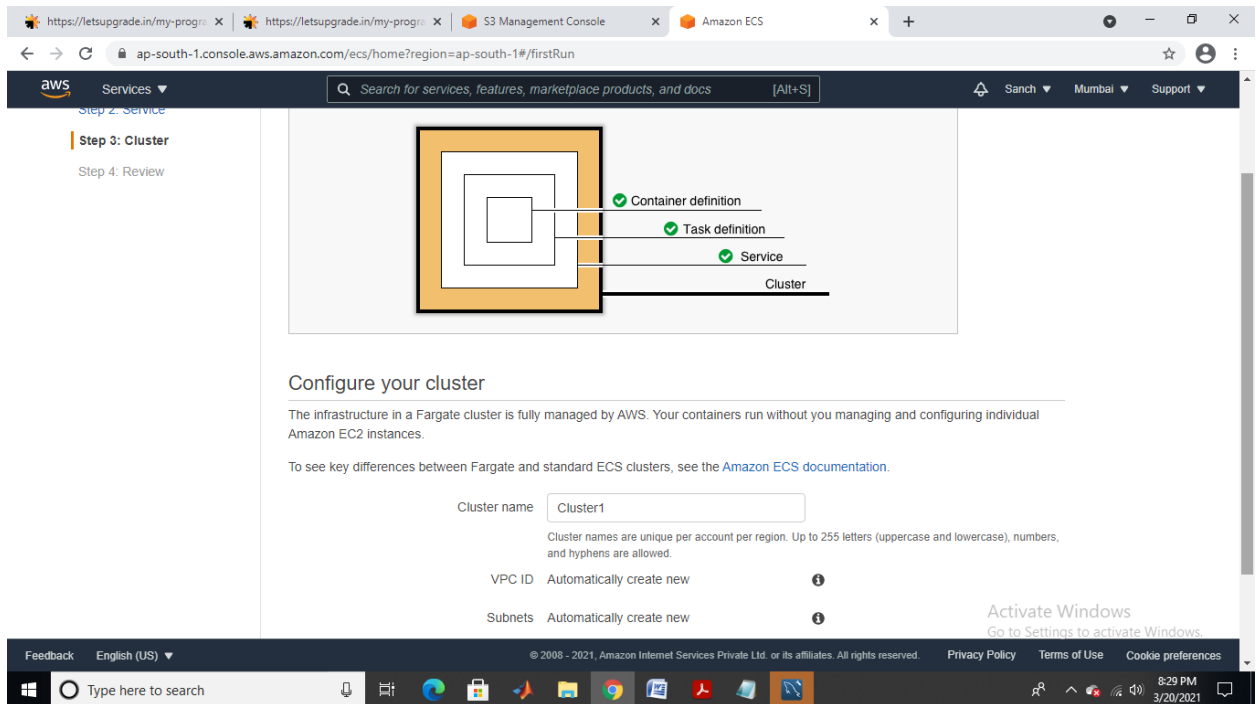 https://letsupgrade.in/my-progra
https://letsupgrade.in/my-progra
S3 Management Console
Amazon ECS
ap-south-1.console.aws.amazon.com/ecs/home?region=ap-south-1#/firstRun
aws
Services
Search for services, features, marketplace products, and docs
[Alt+S]
Sanch
Mumbai
Support
Step 2: Service
Step 3: Cluster
Step 4: Review
Container definition
Task definition
Service
Cluster
Configure your cluster
The infrastructure in a Fargate cluster is fully managed by AWS. Your containers run without you managing and configuring individual
Amazon EC2 instances.
To see key differences between Fargate and standard ECS clusters, see the Amazon ECS documentation.
Cluster name
Cluster1
Cluster names are unique per account per region. Up to 255 letters (uppercase and lowercase), numbers,
and hyphens are allowed.
VPC ID Automatically create new
Subnets Automatically create new
Activate Windows
Go to Settings to activate Windows.
Feedback
English (US)
© 2008 - 2021, Amazon Internet Services Private Ltd. or its affiliates. All rights reserved.
Privacy Policy
Terms of Use
Cookie preferences
Type here to search
8:29 PM
3/20/2021